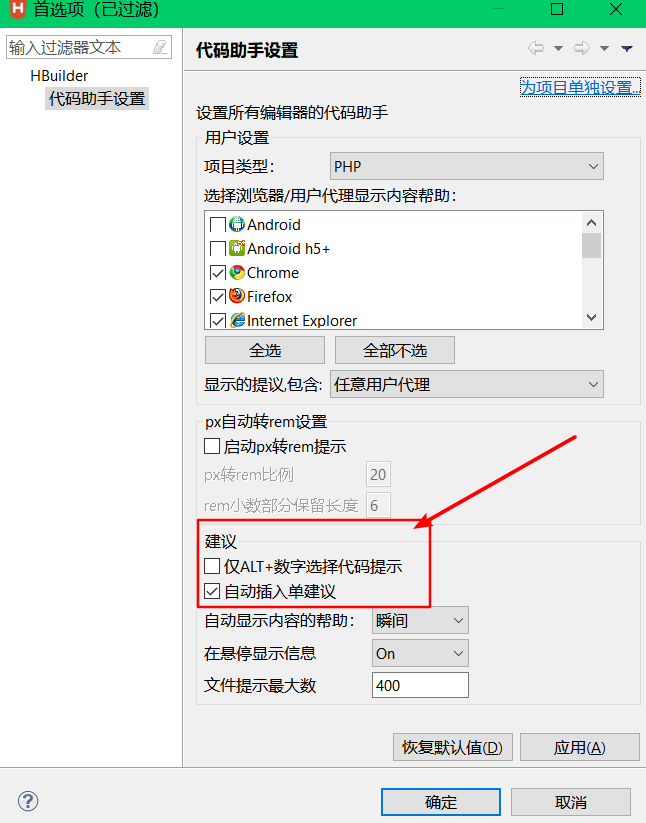 首选项（已过滤）
输入过滤器文本
HBuilder
代码助手设置
代码助手设置
为项目单独设置...
设置所有编辑器的代码助手
用户设置
项目类型：
PHP
选择浏览器/用户代理显示内容帮助：
Android
Android h5+
Chrome
Firefox
Internet Explorer
全选
全部不选
显示的提议,包含:
任意用户代理
px自动转rem设置
启动px转rem提示
px转rem比例
20
rem小数部分保留长度
6
建议
仅ALT+数字选择代码提示
自动插入单建议
自动显示内容的帮助：
瞬间
在悬停显示信息
On
文件提示最大数
400
恢复默认值(D)
应用(A)
确定
取消